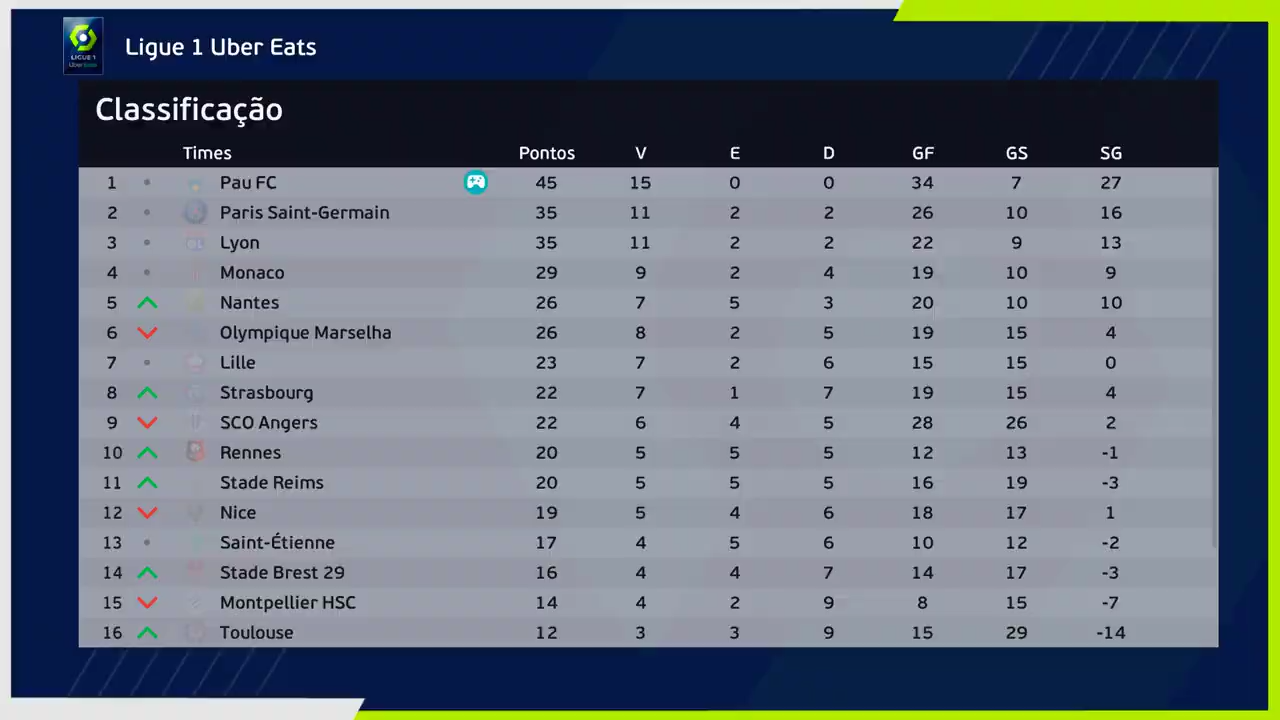 LIGUE 1
Uber Eats
Ligue 1 Uber Eats
Classificação
Times Pontos V E D GF GS SG
1 Pau FC 45 15 0 0 34 7 27
2 Paris Saint-Germain 35 11 2 2 26 10 16
3 Lyon 35 11 2 2 22 9 13
4 Monaco 29 9 2 4 19 10 9
5 Nantes 26 7 5 3 20 10 10
6 Olympique Marselha 26 8 2 5 19 15 4
7 Lille 23 7 2 6 15 15 0
8 Strasbourg 22 7 1 7 19 15 4
9 SCO Angers 22 6 4 5 28 26 2
10 Rennes 20 5 5 5 12 13 -1
11 Stade Reims 20 5 5 5 16 19 -3
12 Nice 19 5 4 6 18 17 1
13 Saint-Étienne 17 4 5 6 10 12 -2
14 Stade Brest 29 16 4 4 7 14 17 -3
15 Montpellier HSC 14 4 2 9 8 15 -7
16 Toulouse 12 3 3 9 15 29 -14